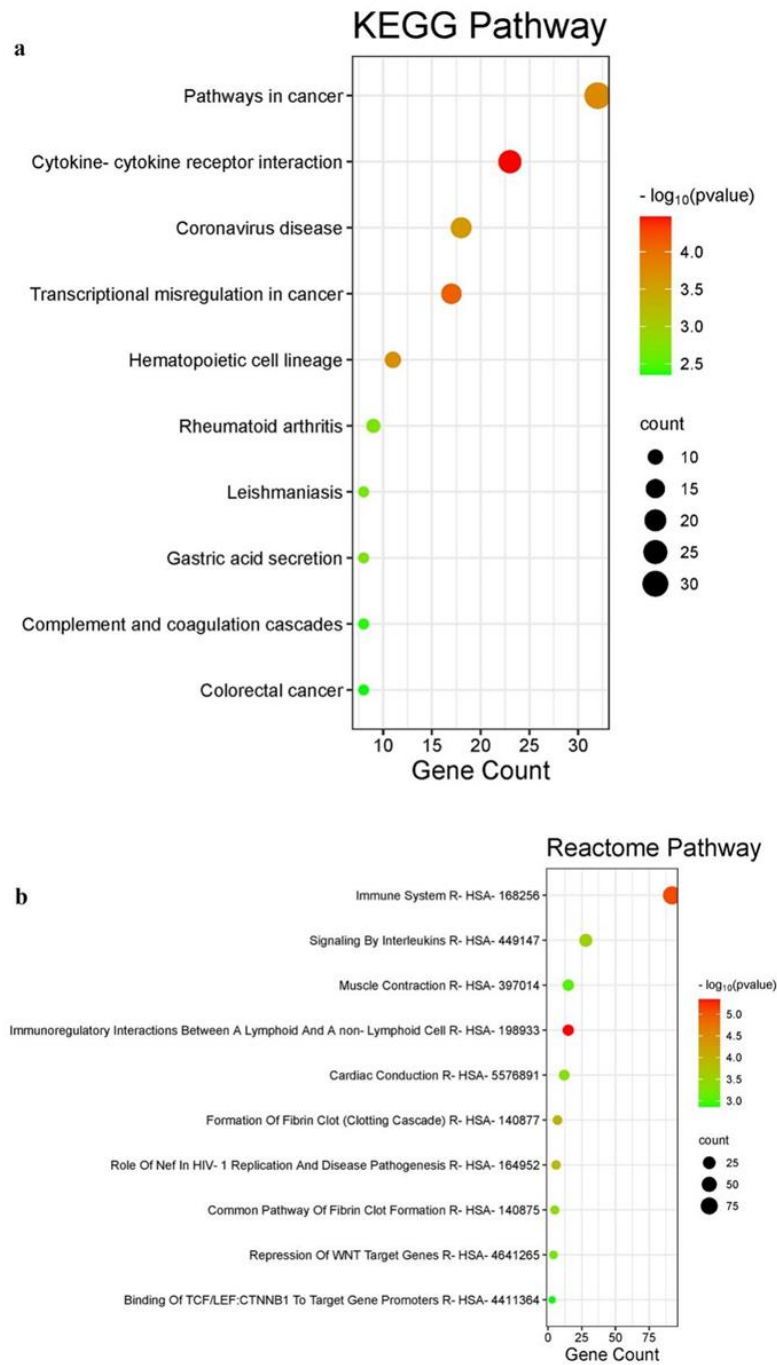 KEGG Pathway
a
Pathways in cancer
Cytokine- cytokine receptor interaction
Coronavirus disease
Transcriptional misregulation in cancer
Hematopoietic cell lineage
Rheumatoid arthritis
Leishmaniasis
Gastric acid secretion
Complement and coagulation cascades
Colorectal cancer
10 15 20 25 30
Gene Count
- log₁₀(pvalue)
4.0
3.5
3.0
2.5
count
10
15
20
25
30
Reactome Pathway
b
Immune System R- HSA- 168256
Signaling By Interleukins R- HSA- 449147
Muscle Contraction R- HSA- 397014
Immunoregulatory Interactions Between A Lymphoid And A non- Lymphoid Cell R- HSA- 198933
Cardiac Conduction R- HSA- 5576891
Formation Of Fibrin Clot (Clotting Cascade) R- HSA- 140877
Role Of Nef In HIV- 1 Replication And Disease Pathogenesis R- HSA- 164952
Common Pathway Of Fibrin Clot Formation R- HSA- 140875
Repression Of WNT Target Genes R- HSA- 4641265
Binding Of TCF/LEF:CTNNB1 To Target Gene Promoters R- HSA- 4411364
0 25 50 75
Gene Count
- log₁₀(pvalue)
5.0
4.5
4.0
3.5
3.0
count
25
50
75